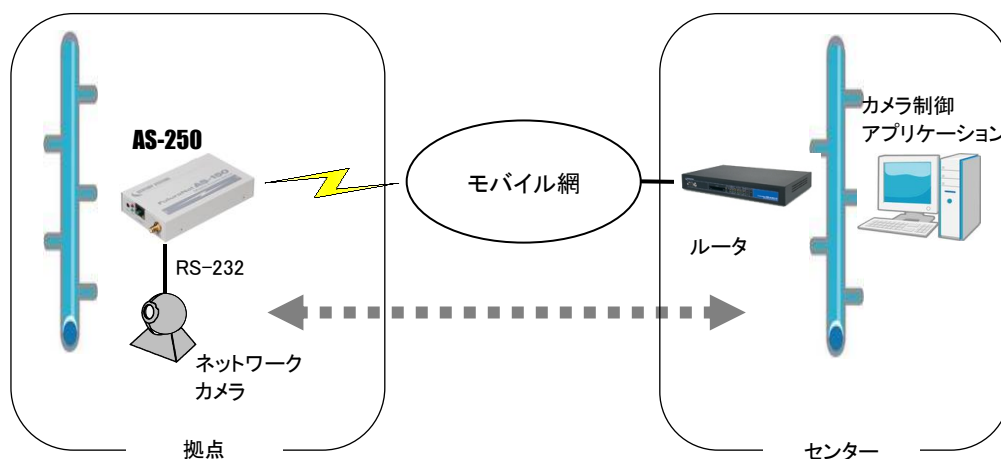 AS-250
RS-232
ネットワーク
カメラ
拠点
モバイル網
ルータ
カメラ制御
アプリケーション
センター